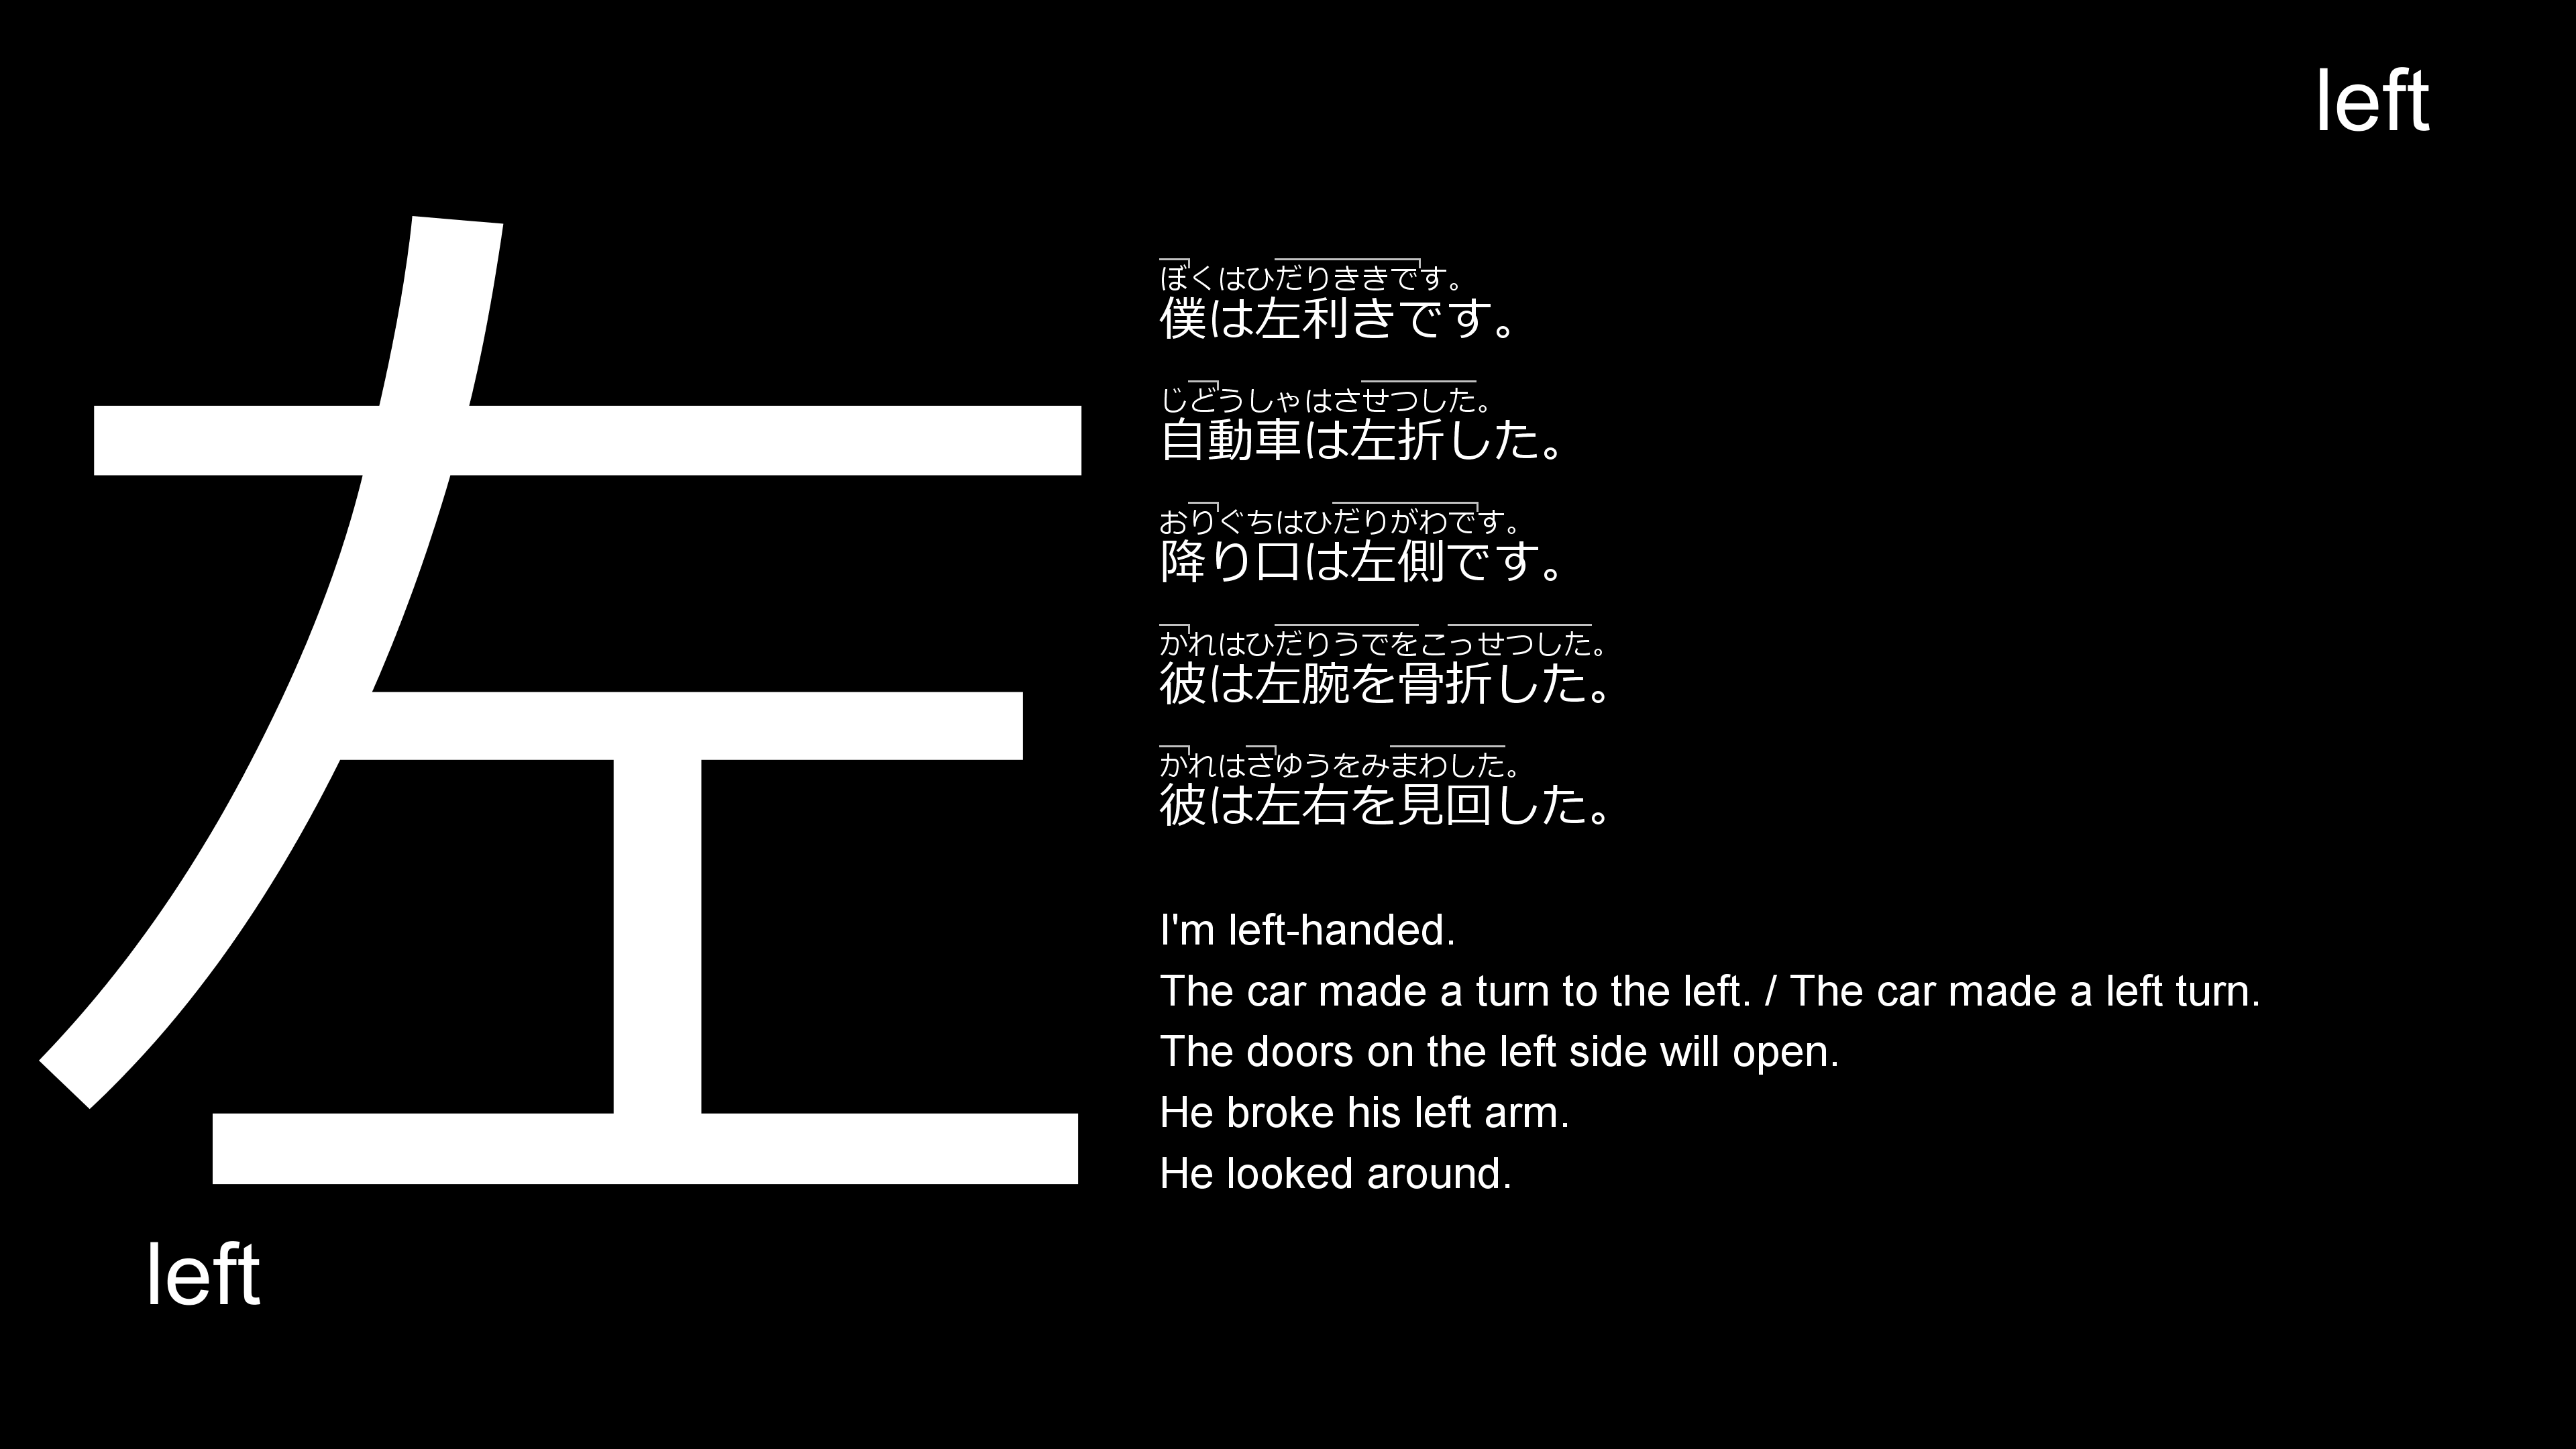 left
左
left
ぼくはひだりききです。
僕は左利きです。
じどうしゃはさせつした。
自動車は左折した。
おりぐちはひだりがわです。
降り口は左側です。
かれはひだりうでをこっせつした。
彼は左腕を骨折した。
かれはさゆうをみまわした。
彼は左右を見回した。
I'm left-handed.
The car made a turn to the left. / The car made a left turn.
The doors on the left side will open.
He broke his left arm.
He looked around.